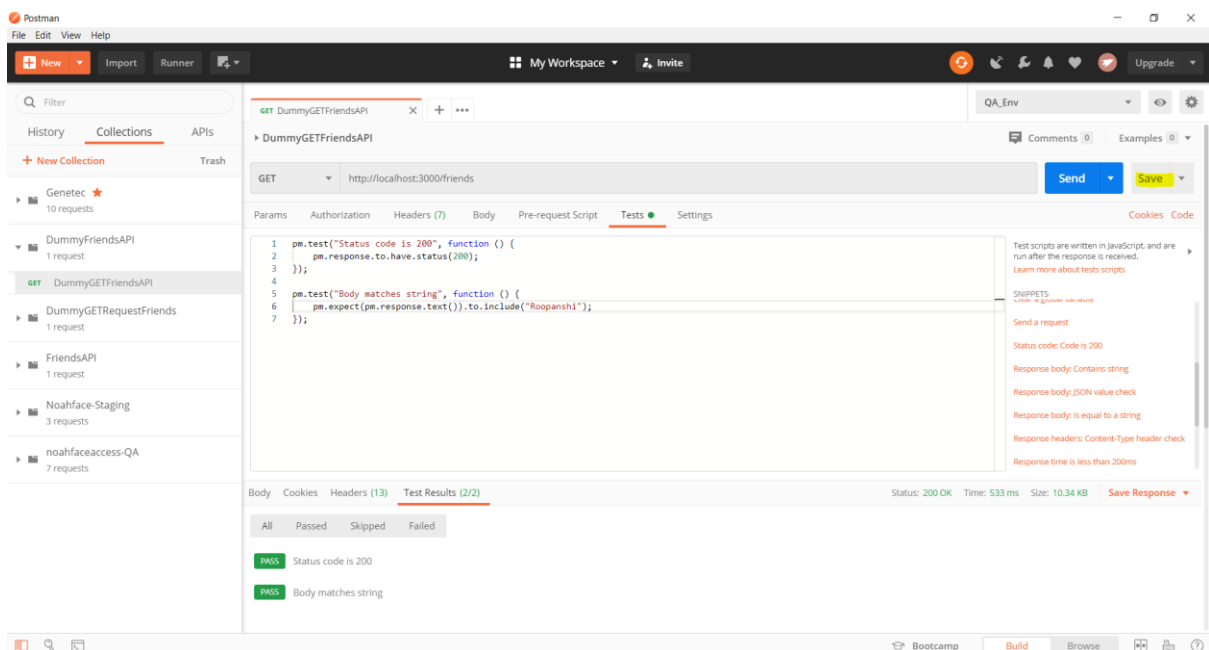 Postman
File Edit View Help
New Import Runner My Workspace Invite Upgrade
Filter
History Collections APIs
+ New Collection Trash
Genetec
10 requests
DummyFriendsAPI
1 request
GET DummyGETFriendsAPI
DummyGETRequestFriends
1 request
FriendsAPI
1 request
Noahface-Staging
3 requests
noahfaceaccess-QA
7 requests
GET DummyGETFriendsAPI × + ••• QA_Env
DummyGETFriendsAPI Comments 0 Examples 0
GET http://localhost:3000/friends Send Save
Params Authorization Headers (7) Body Pre-request Script Tests Settings Cookies Code
1 pm.test("Status code is 200", function () {
2 pm.response.to.have.status(200);
3 });
4
5 pm.test("Body matches string", function () {
6 pm.expect(pm.response.text()).to.include("Roopanshi");
7 });
Test scripts are written in JavaScript, and are
run after the response is received.
Learn more about tests scripts
SNIPPETS
Clear a global variable
Send a request
Status code: Code is 200
Response body: Contains string
Response body: JSON value check
Response body: Is equal to a string
Response headers: Content-Type header check
Response time is less than 200ms
Body Cookies Headers (13) Test Results (2/2) Status: 200 OK Time: 533 ms Size: 10.34 KB Save Response
All Passed Skipped Failed
PASS Status code is 200
PASS Body matches string
Bootcamp Build Browse